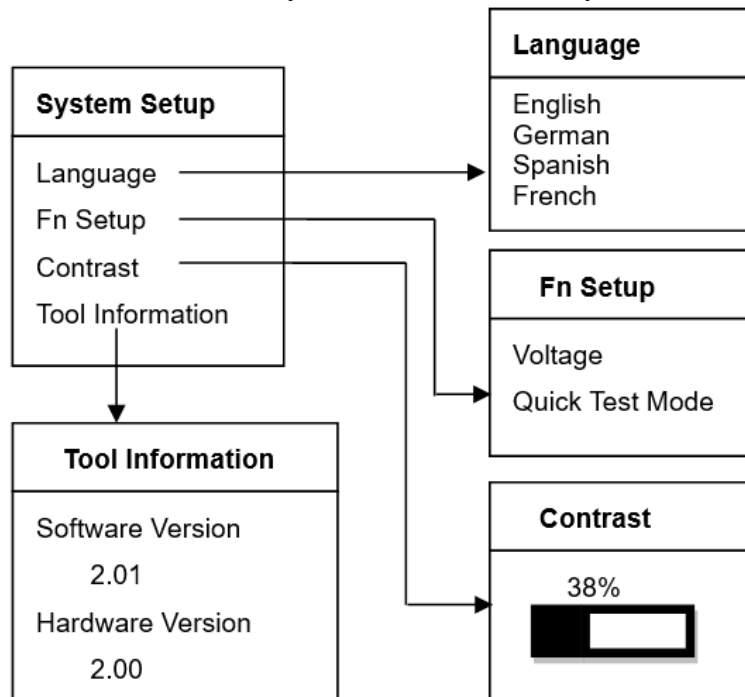 System Setup
Language
Fn Setup
Contrast
Tool Information
Language
English
German
Spanish
French
Fn Setup
Voltage
Quick Test Mode
Tool Information
Software Version
2.01
Hardware Version
2.00
Contrast
38%